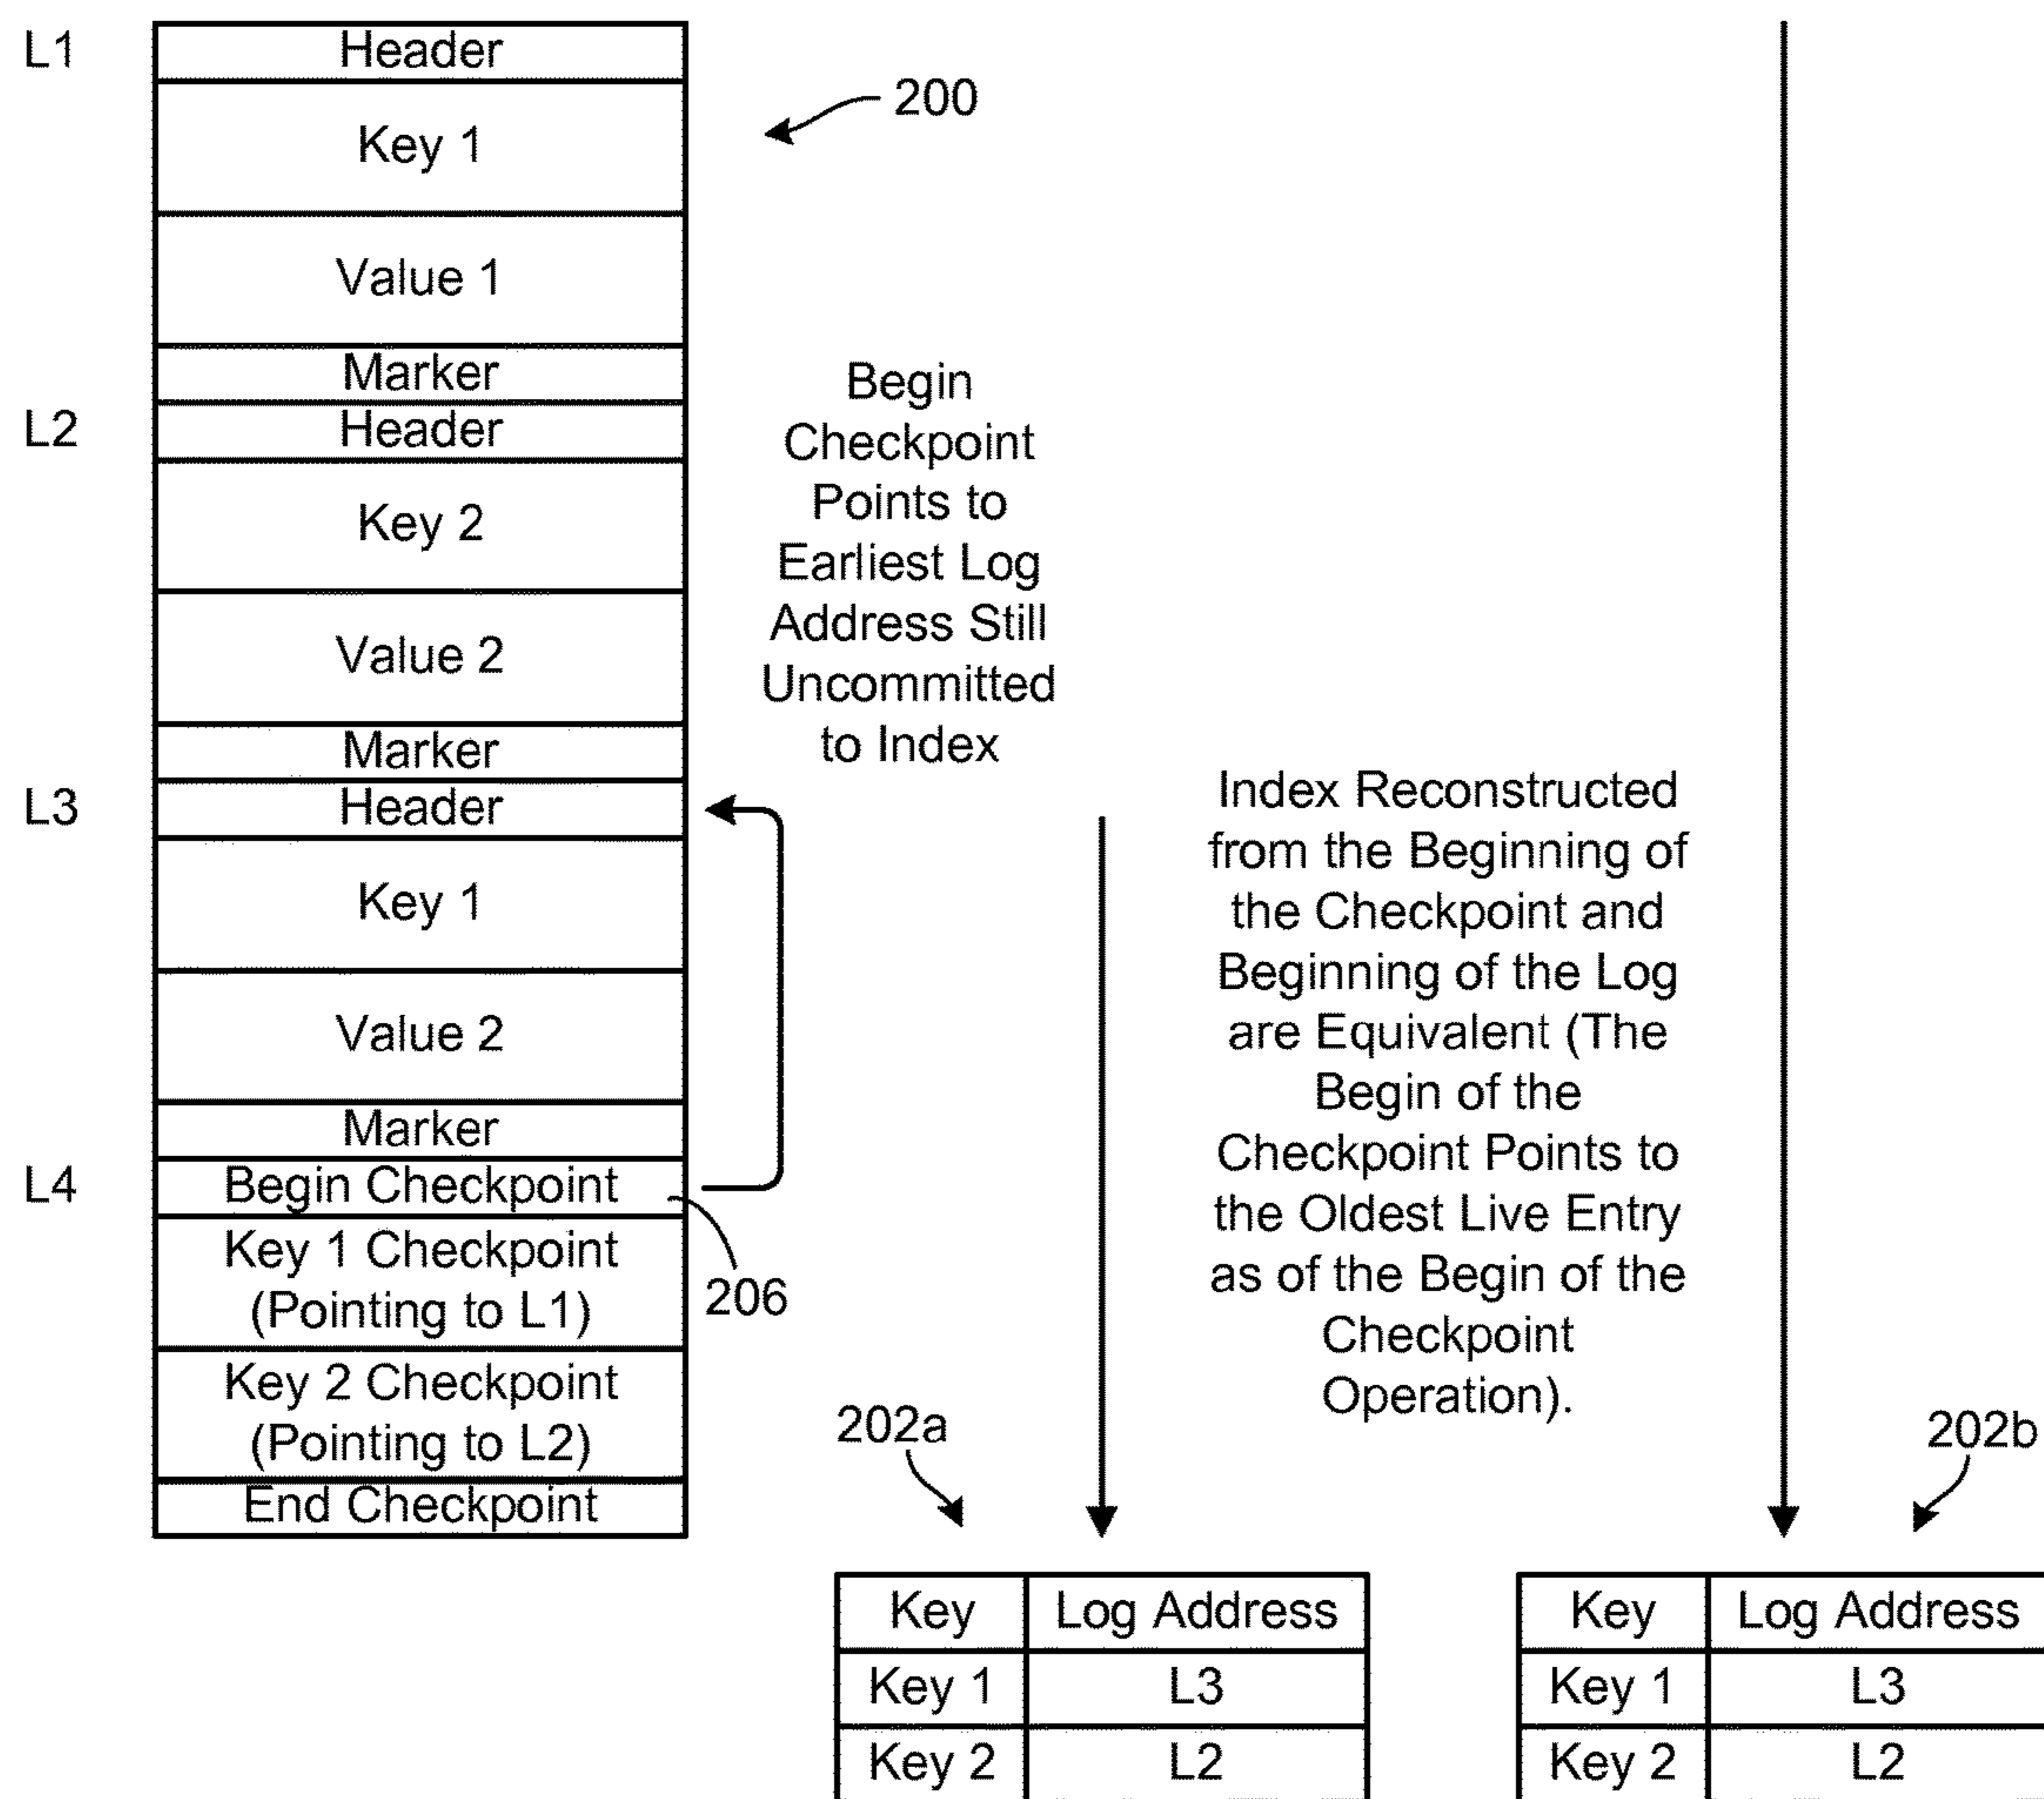 L1
Header
200
Key 1
Value 1
Marker
L2
Header
Key 2
Value 2
Marker
Begin
Checkpoint
Points to
Earliest Log
Address Still
Uncommitted
to Index
L3
Header
Key 1
Value 2
Marker
L4
Begin Checkpoint
206
Key 1 Checkpoint
(Pointing to L1)
Key 2 Checkpoint
(Pointing to L2)
End Checkpoint
Index Reconstructed
from the Beginning of
the Checkpoint and
Beginning of the Log
are Equivalent (The
Begin of the
Checkpoint Points to
the Oldest Live Entry
as of the Begin of the
Checkpoint
Operation).
202a
Key Log Address
Key 1 L3
Key 2 L2
202b
Key Log Address
Key 1 L3
Key 2 L2